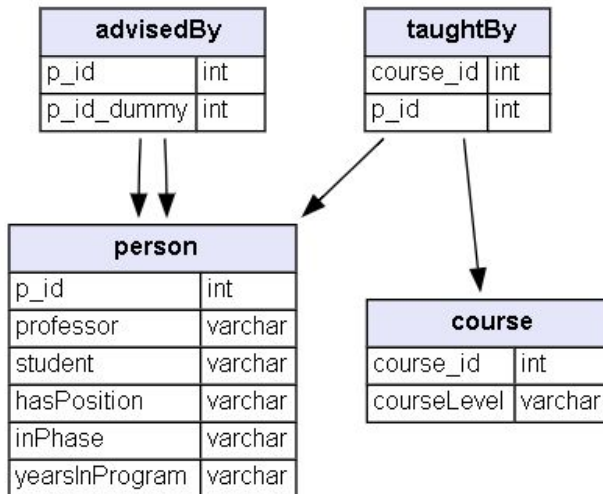 advisedBy
p_id int
p_id_dummy int
taughtBy
course_id int
p_id int
person
p_id int
professor varchar
student varchar
hasPosition varchar
inPhase varchar
yearsInProgram varchar
course
course_id int
courseLevel varchar